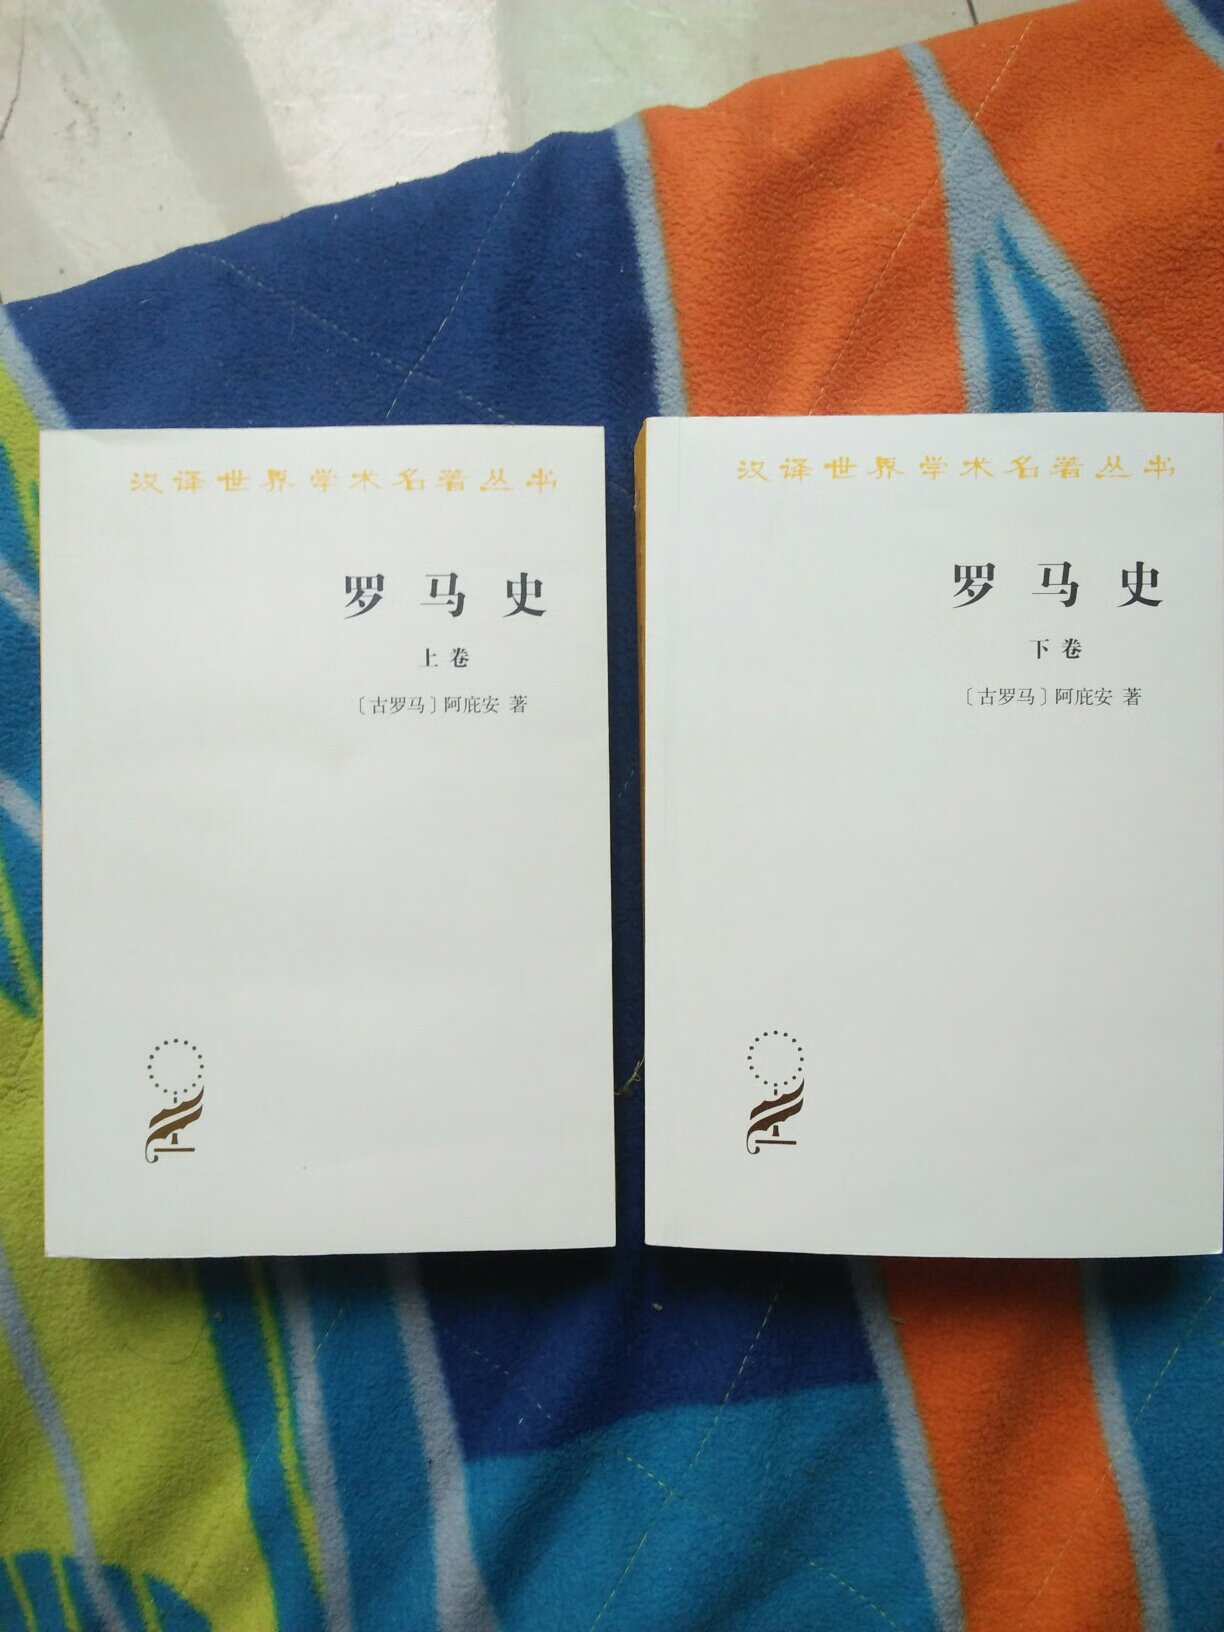 汉译世界学术名著丛书
罗马史
上卷
〔古罗马〕阿庇安 著
汉译世界学术名著丛书
罗马史
下卷
〔古罗马〕阿庇安 著